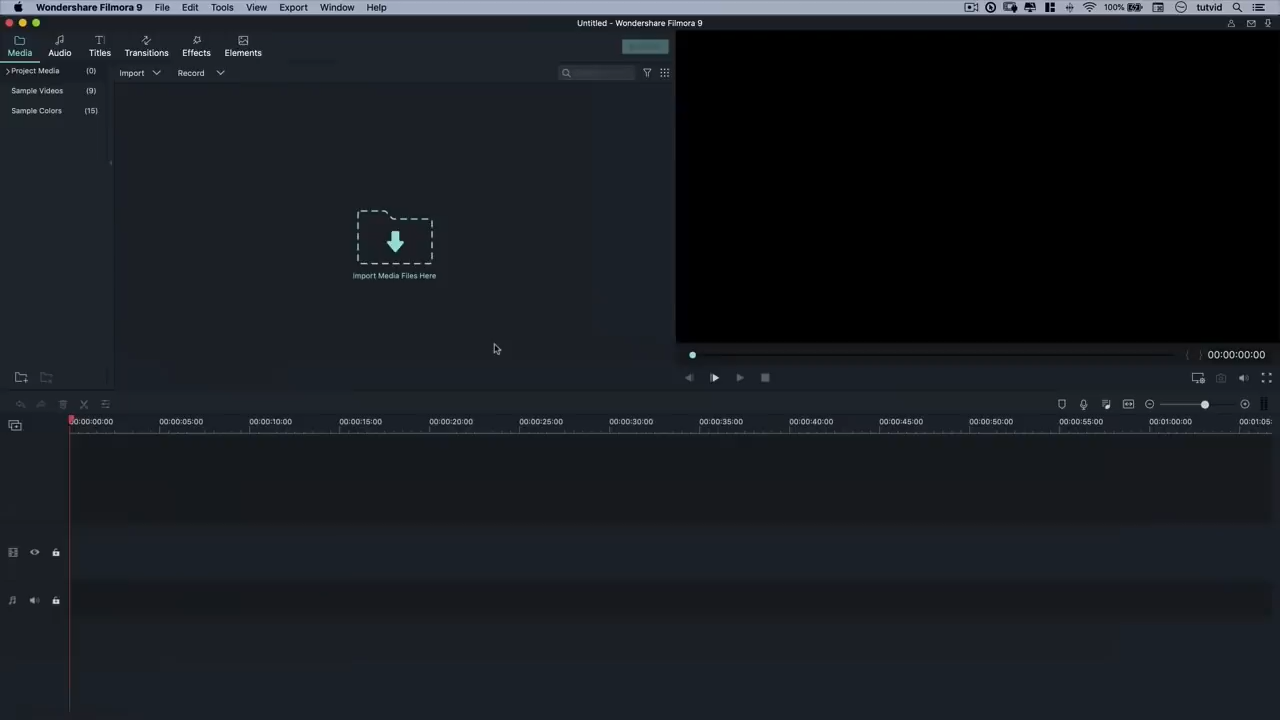 Wondershare Filmora 9 File Edit Tools View Export Window Help 100% tutvid
Untitled - Wondershare Filmora 9
Media Audio Titles Transitions Effects Elements
Project Media (0)
Import Record
Sample Videos (9)
Sample Colors (15)
Import Media Files Here
00:00:00:00
00:00:00:00 00:00:05:00 00:00:10:00 00:00:15:00 00:00:20:00 00:00:25:00 00:00:30:00 00:00:35:00 00:00:40:00 00:00:45:00 00:00:50:00 00:00:55:00 00:01:00:00 00:01:05: